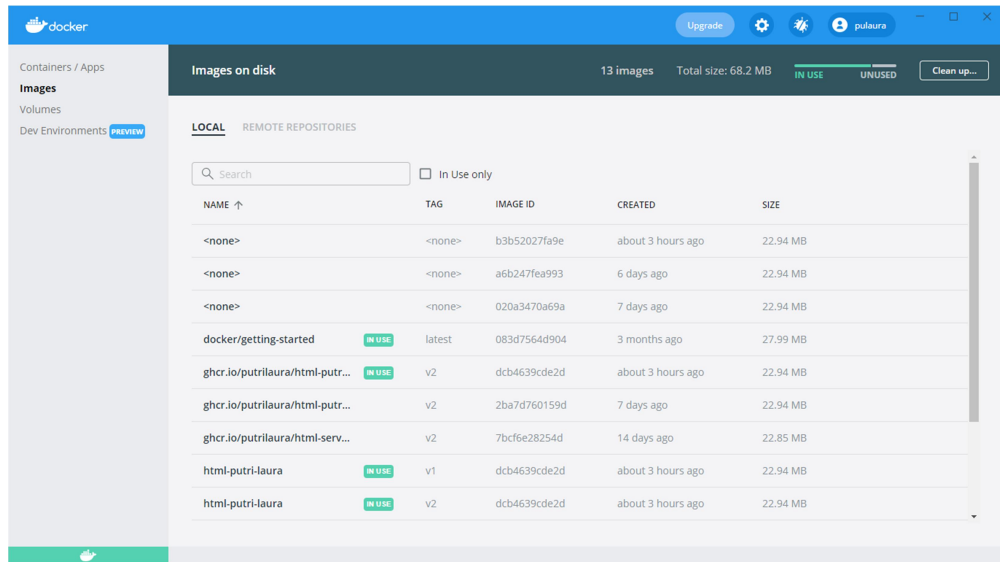 docker
Upgrade
pulaura
Containers / Apps
Images
Volumes
Dev Environments PREVIEW
Images on disk
13 images Total size: 68.2 MB IN USE UNUSED Clean up...
LOCAL REMOTE REPOSITORIES
Search In Use only
NAME TAG IMAGE ID CREATED SIZE
<none> <none> b3b52027fa9e about 3 hours ago 22.94 MB
<none> <none> a6b247fea993 6 days ago 22.94 MB
<none> <none> 020a3470a69a 7 days ago 22.94 MB
docker/getting-started IN USE latest 083d7564d904 3 months ago 27.99 MB
ghcr.io/putrilaura/html-putr... IN USE v2 dcb4639cde2d about 3 hours ago 22.94 MB
ghcr.io/putrilaura/html-putr... v2 2ba7d760159d 7 days ago 22.94 MB
ghcr.io/putrilaura/html-serv... v2 7bcf6e28254d 14 days ago 22.85 MB
html-putri-laura IN USE v1 dcb4639cde2d about 3 hours ago 22.94 MB
html-putri-laura IN USE v2 dcb4639cde2d about 3 hours ago 22.94 MB